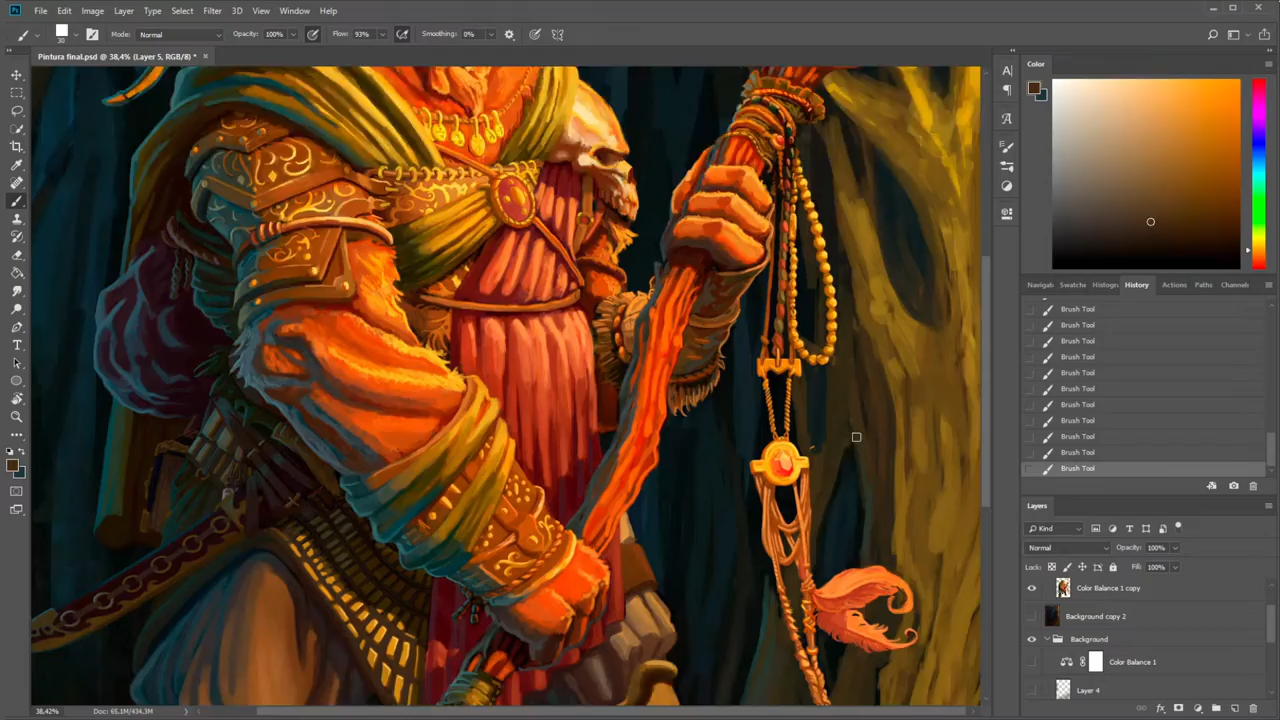 Ps File Edit Image Layer Type Select Filter 3D View Window Help
30 Mode: Normal Opacity: 100% Flow: 93% Smoothing: 0%
Pintura final.psd @ 38,4% (Layer 5, RGB/8) * ×
Color
Navigat Swatche Histogr History Actions Paths Channels
Brush Tool
Brush Tool
Brush Tool
Brush Tool
Brush Tool
Brush Tool
Brush Tool
Brush Tool
Brush Tool
Brush Tool
Brush Tool
Layers
Kind
Normal Opacity: 100%
Lock: Fill: 100%
Color Balance 1 copy
Background copy 2
Background
Color Balance 1
Layer 4
38,42% Doc: 65.1M/434.3M